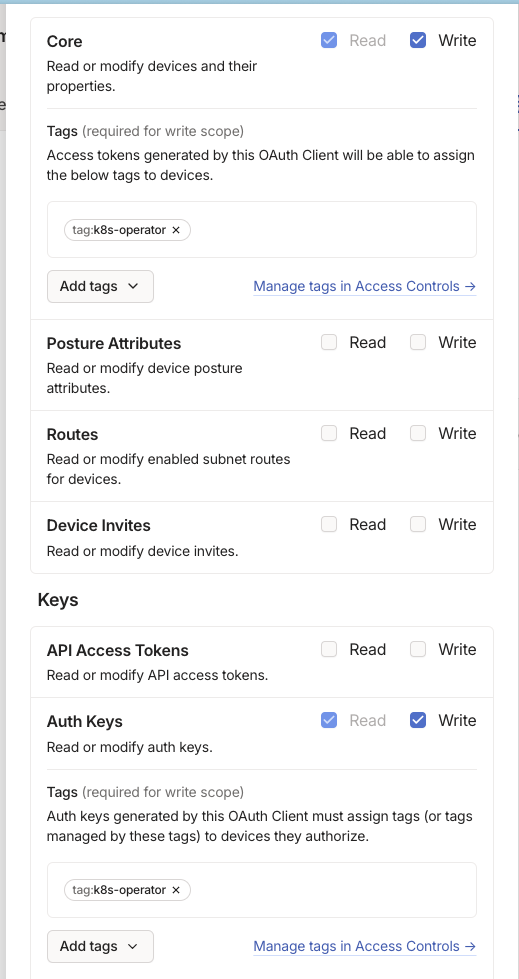 Core Read Write
Read or modify devices and their
properties.
Tags (required for write scope)
Access tokens generated by this OAuth Client will be able to assign
the below tags to devices.
tag:k8s-operator ×
Add tags
Manage tags in Access Controls →
Posture Attributes Read Write
Read or modify device posture
attributes.
Routes Read Write
Read or modify enabled subnet routes
for devices.
Device Invites Read Write
Read or modify device invites.
Keys
API Access Tokens Read Write
Read or modify API access tokens.
Auth Keys Read Write
Read or modify auth keys.
Tags (required for write scope)
Auth keys generated by this OAuth Client must assign tags (or tags
managed by these tags) to devices they authorize.
tag:k8s-operator ×
Add tags
Manage tags in Access Controls →